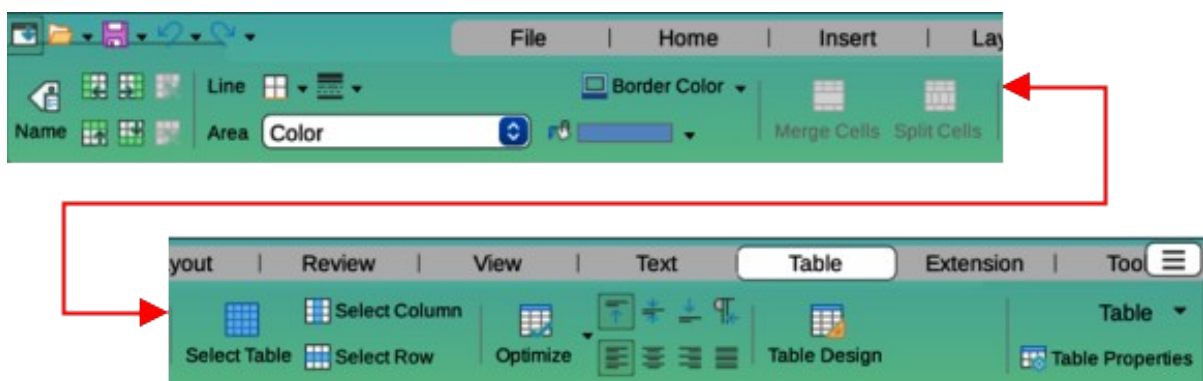 File | Home | Insert | Lay
Line Border Color
Name Area Color Merge Cells Split Cells
yout | Review | View | Text Table Extension | Tool
Select Column Table
Select Table Select Row Optimize Table Design Table Properties